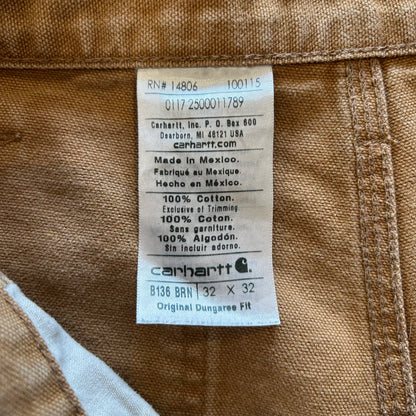 RN# 14806 100115
0117 2500011789
Carhartt, Inc. P. O. Box 600
Dearborn, MI 48121 USA
carhartt.com
Made in Mexico.
Fabriqué au Mexique.
Hecho en México.
100% Cotton.
Exclusive of Trimming
100% Coton.
Sans garniture.
100% Algodón.
Sin incluir adorno.
carhartt
B136 BRN 32 X 32
Original Dungaree Fit